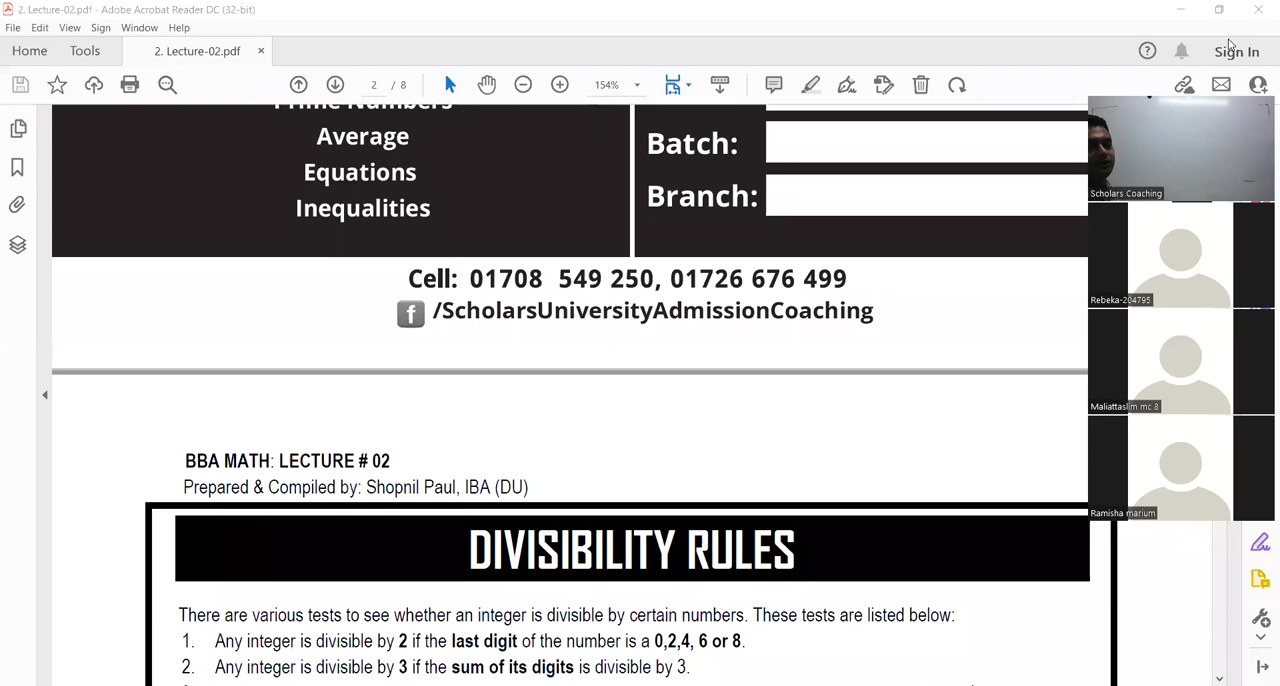 2. Lecture-02.pdf - Adobe Acrobat Reader DC (32-bit)
File Edit View Sign Window Help
Home Tools 2. Lecture-02.pdf × Sign In
2 / 8 154%
Prime Numbers
Average
Equations
Inequalities
Batch:
Branch:
Cell: 01708 549 250, 01726 676 499
f /ScholarsUniversityAdmissionCoaching
Scholars Coaching
Rebeka-204795
Maliattaslim mc 8
Ramisha marium
BBA MATH: LECTURE # 02
Prepared & Compiled by: Shopnil Paul, IBA (DU)
DIVISIBILITY RULES
There are various tests to see whether an integer is divisible by certain numbers. These tests are listed below:
1. Any integer is divisible by 2 if the last digit of the number is a 0,2,4, 6 or 8.
2. Any integer is divisible by 3 if the sum of its digits is divisible by 3.